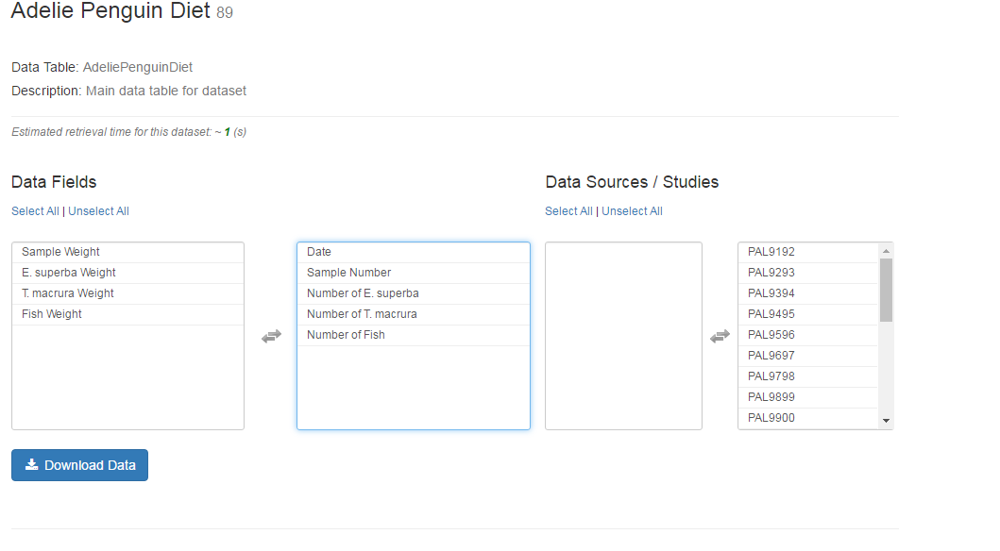 Adelie Penguin Diet 89
Data Table: AdeliePenguinDiet
Description: Main data table for dataset
Estimated retrieval time for this dataset: ~ 1 (s)
Data Fields
Select All | Unselect All
Sample Weight
E. superba Weight
T. macrura Weight
Fish Weight
Date
Sample Number
Number of E. superba
Number of T. macrura
Number of Fish
Data Sources / Studies
Select All | Unselect All
PAL9192
PAL9293
PAL9394
PAL9495
PAL9596
PAL9697
PAL9798
PAL9899
PAL9900
Download Data